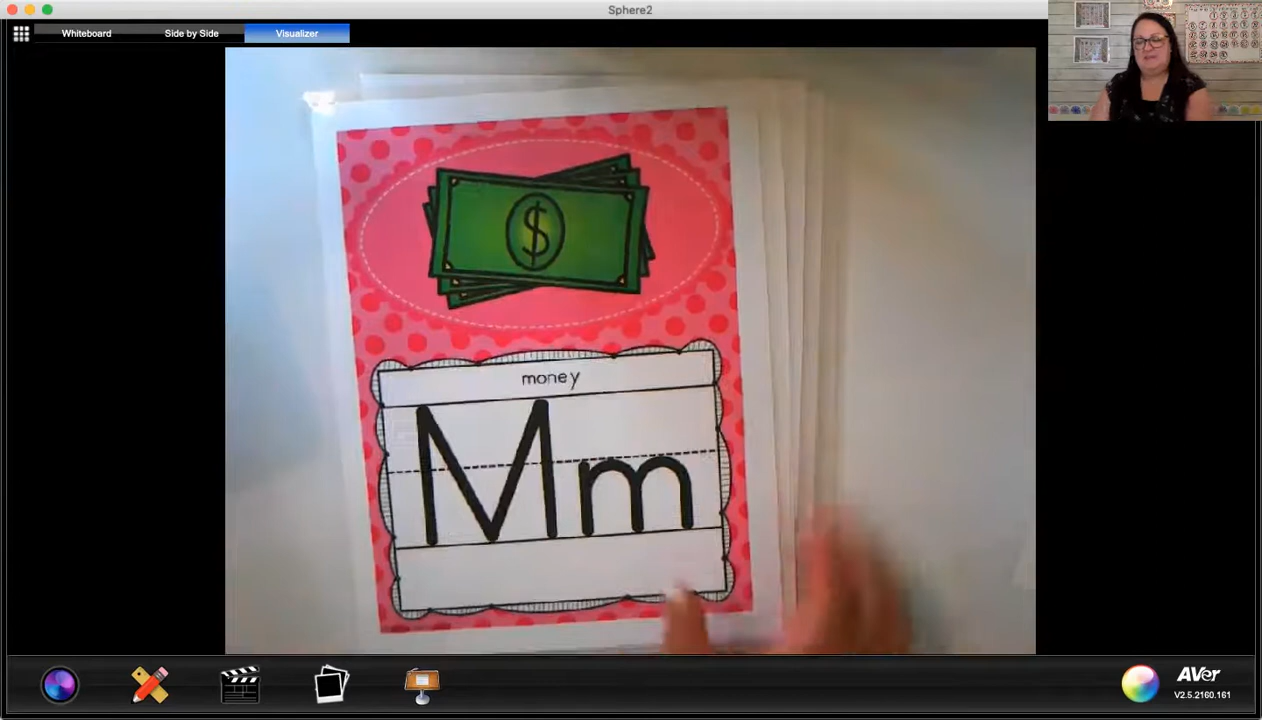 Sphere2
Whiteboard
Side by Side
Visualizer
$
money
Mm
AVer
V2.5.2160.161